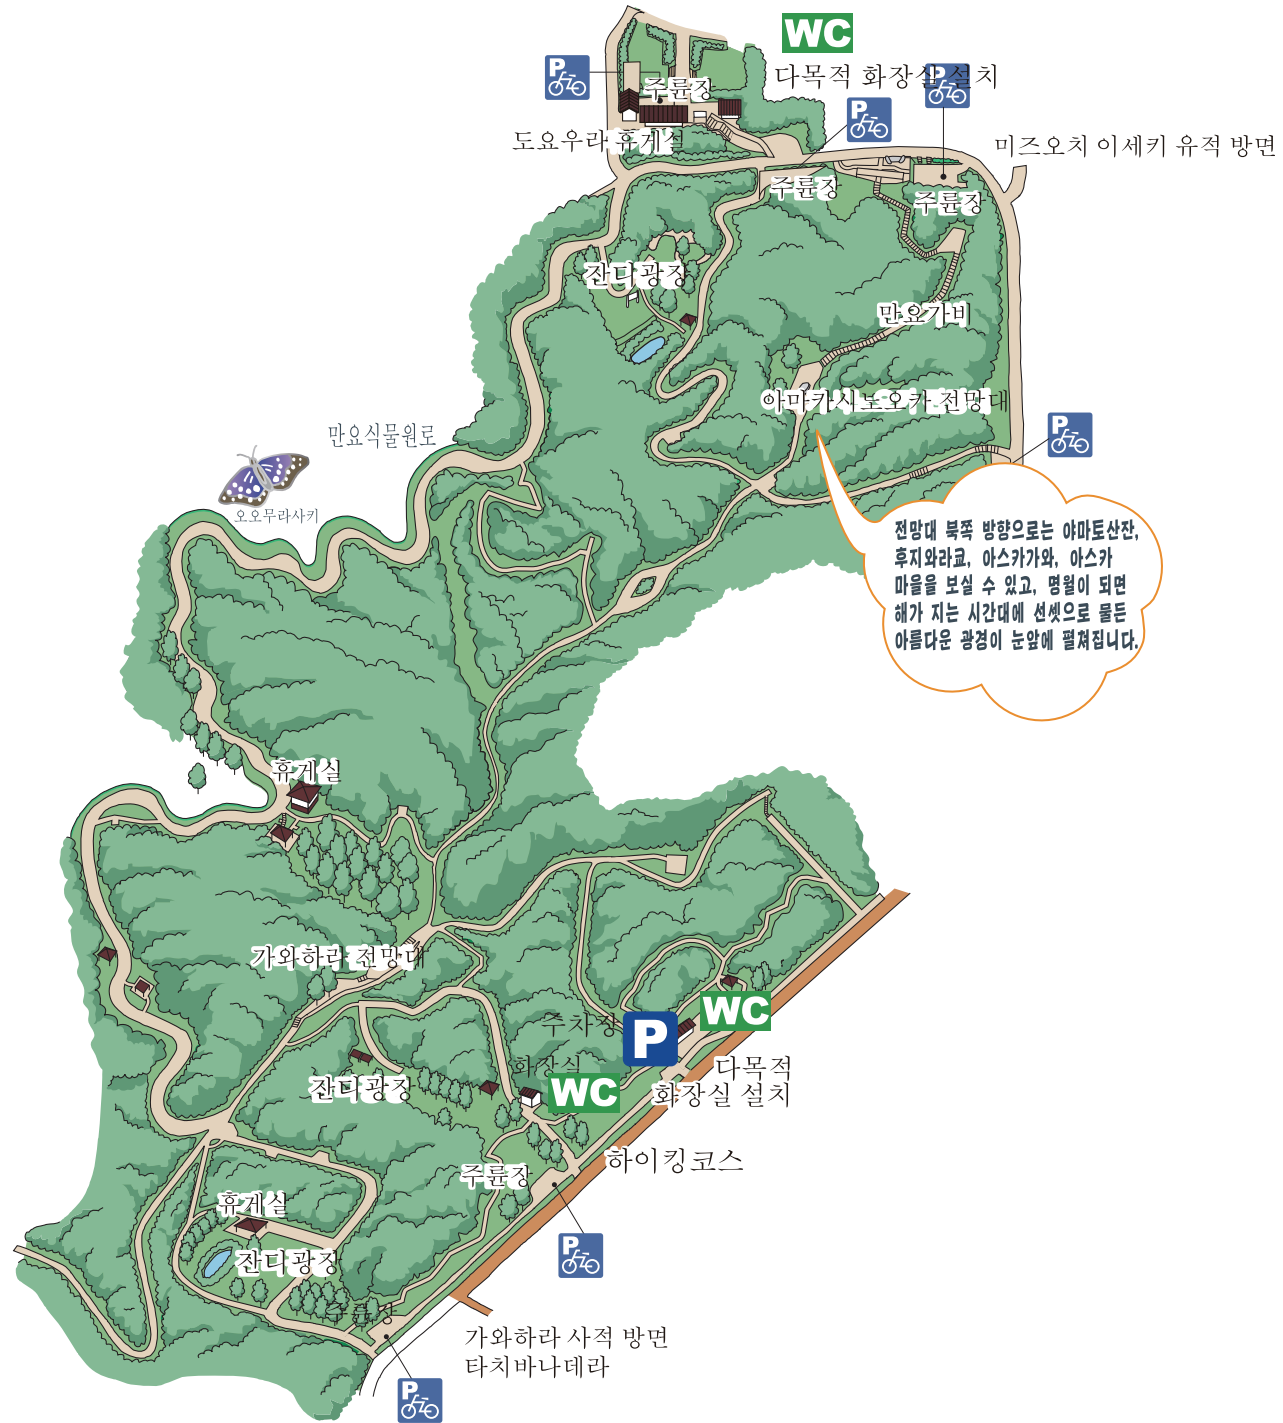 WC
다목적 화장실 설치
P
P
P
주륜장
도요우라 휴게실
미즈오치 이세키 유적 방면
주륜장
주륜장
잔디광장
만요가비
아마카시노오카 전망대
P
만요식물원로
오오무라사키
전망대 북쪽 방향으로는 야마토산잔,
후지와라쿄, 아스카가와, 아스카
마을을 보실 수 있고, 명월이 되면
해가 지는 시간대에 선셋으로 물든
아름다운 광경이 눈앞에 펼쳐집니다.
휴게실
가와하라 전망대
WC
주차장
P
화장실
WC
다목적
화장실 설치
잔디광장
하이킹코스
주륜장
휴게실
P
잔디광장
주륜장
가와하라 사적 방면
타치바나데라
P